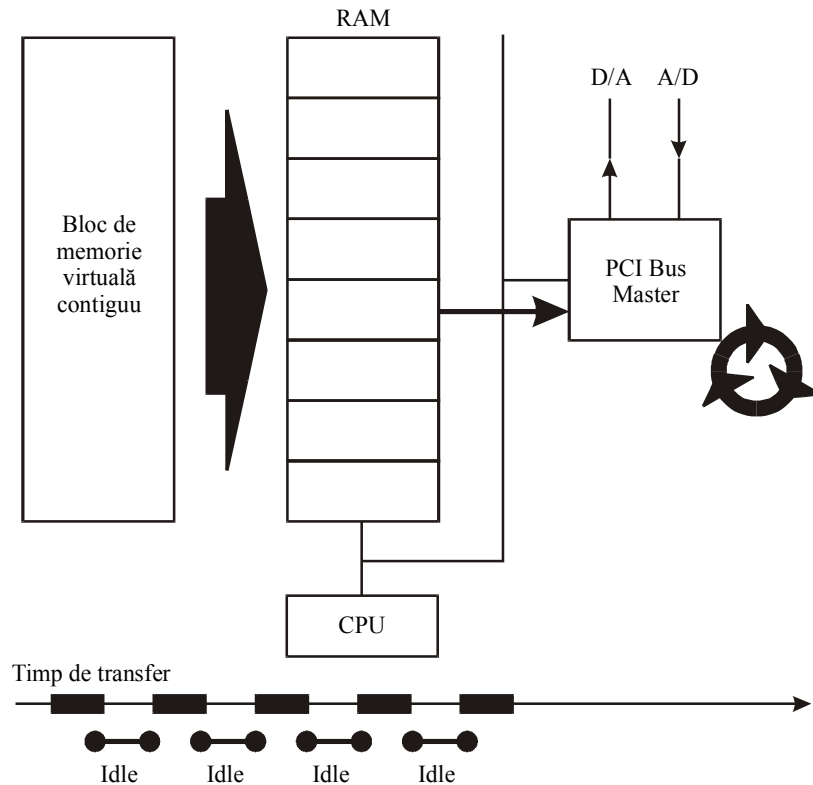 RAM
D/A A/D
Bloc de
memorie
virtuală
contiguu
PCI Bus
Master
CPU
Timp de transfer
Idle Idle Idle Idle